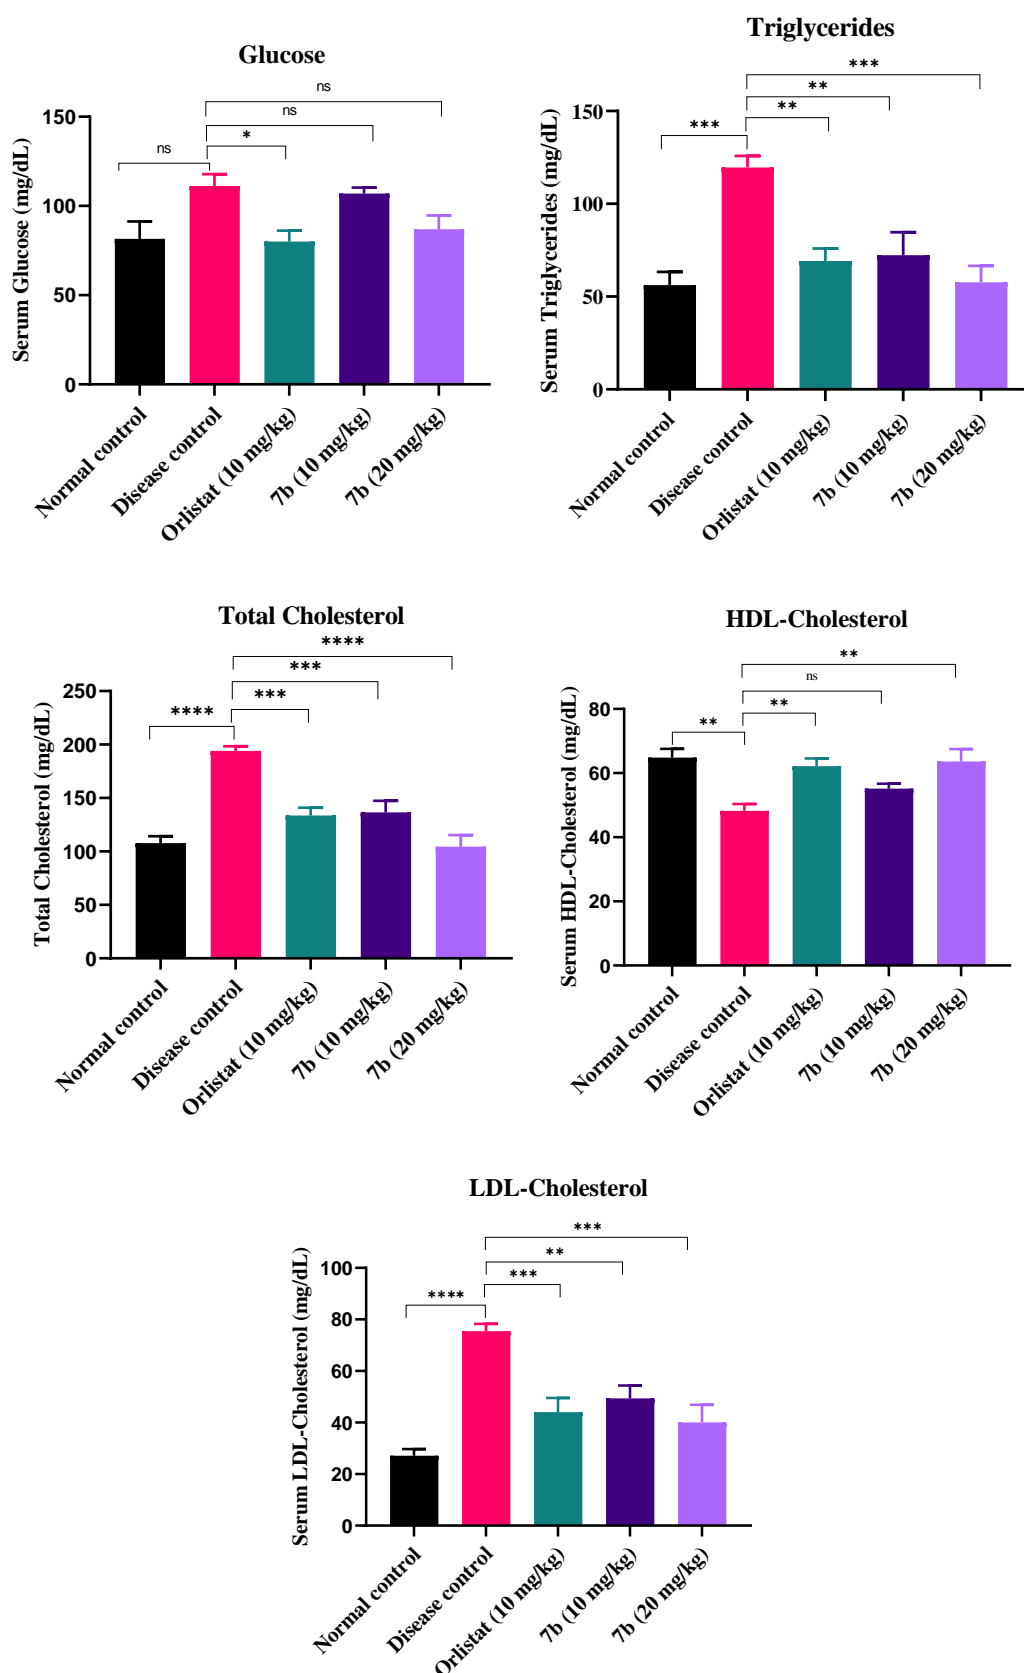 Glucose
ns
ns
*
ns
Serum Glucose (mg/dL)
150
100
50
0
Normal control
Disease control
Orlistat (10 mg/kg)
7b (10 mg/kg)
7b (20 mg/kg)
Triglycerides
***
**
**
***
Serum Triglycerides (mg/dL)
150
100
50
0
Normal control
Disease control
Orlistat (10 mg/kg)
7b (10 mg/kg)
7b (20 mg/kg)
Total Cholesterol
****
***
***
****
Total Cholesterol (mg/dL)
250
200
150
100
50
0
Normal control
Disease control
Orlistat (10 mg/kg)
7b (10 mg/kg)
7b (20 mg/kg)
HDL-Cholesterol
**
ns
**
**
Serum HDL-Cholesterol (mg/dL)
80
60
40
20
0
Normal control
Disease control
Orlistat (10 mg/kg)
7b (10 mg/kg)
7b (20 mg/kg)
LDL-Cholesterol
***
**
***
****
Serum LDL-Cholesterol (mg/dL)
100
80
60
40
20
0
Normal control
Disease control
Orlistat (10 mg/kg)
7b (10 mg/kg)
7b (20 mg/kg)